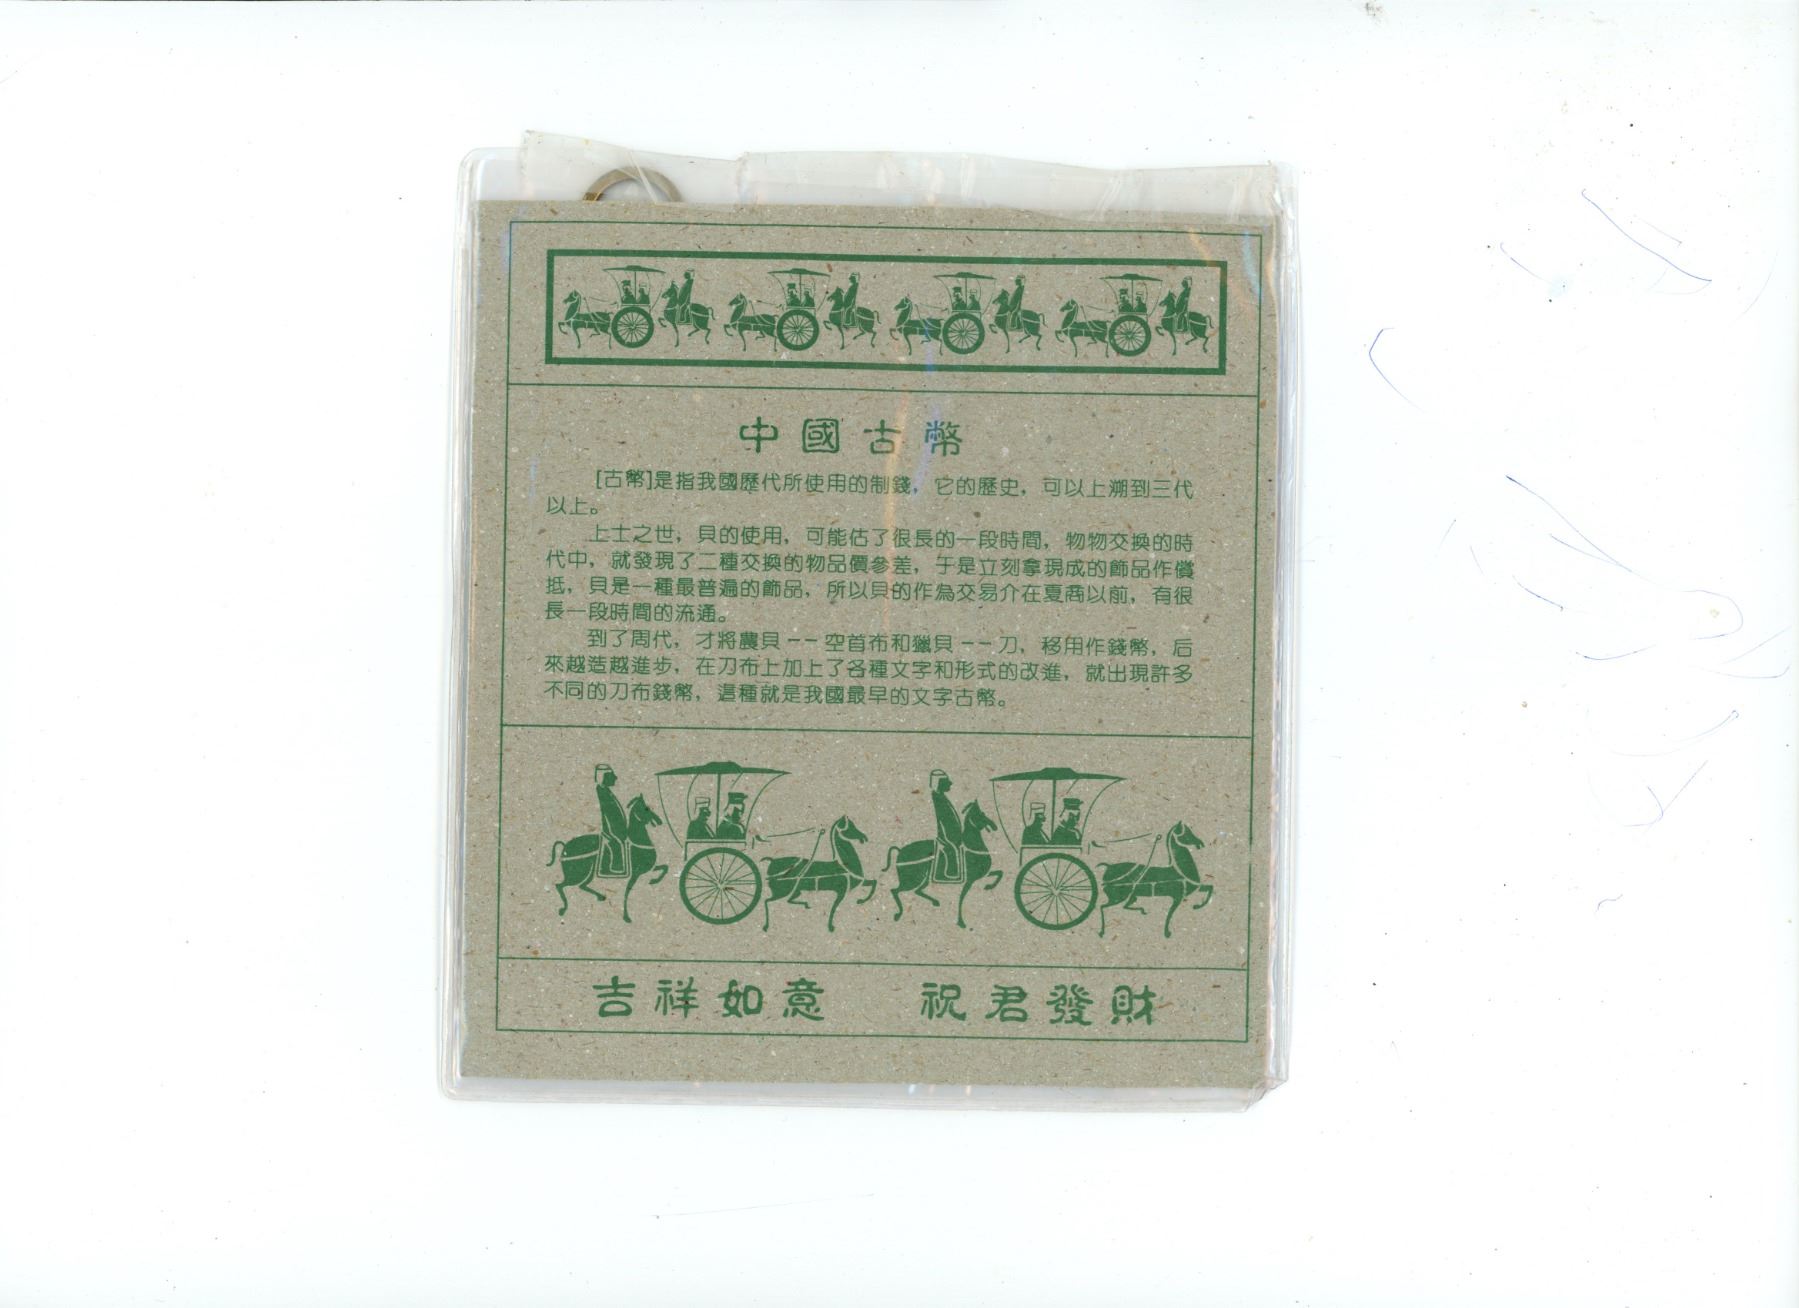 中國古幣
[古幣]是指我國歷代所使用的制錢，它的歷史，可以上溯到三代
以上。
上士之世，貝的使用，可能估了很長的一段時間，物物交換的時
代中，就發現了二種交換的物品價參差，于是立刻拿現成的飾品作償
抵，貝是一種最普遍的飾品，所以貝的作為交易介在夏商以前，有很
長一段時間的流通。
到了周代，才將農貝--空首布和獵貝--刀，移用作錢幣，后
來越造越進步，在刀布上加上了各種文字和形式的改進，就出現許多
不同的刀布錢幣，這種就是我國最早的文字古幣。
吉祥如意 祝君發財